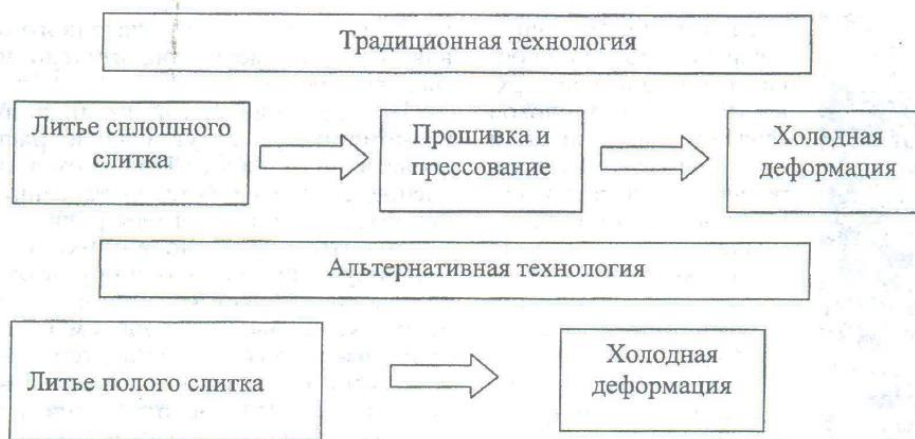 Традиционная технология
Литье сплошного
слитка
Прошивка и
прессование
Холодная
деформация
Альтернативная технология
Литье полого слитка
Холодная
деформация